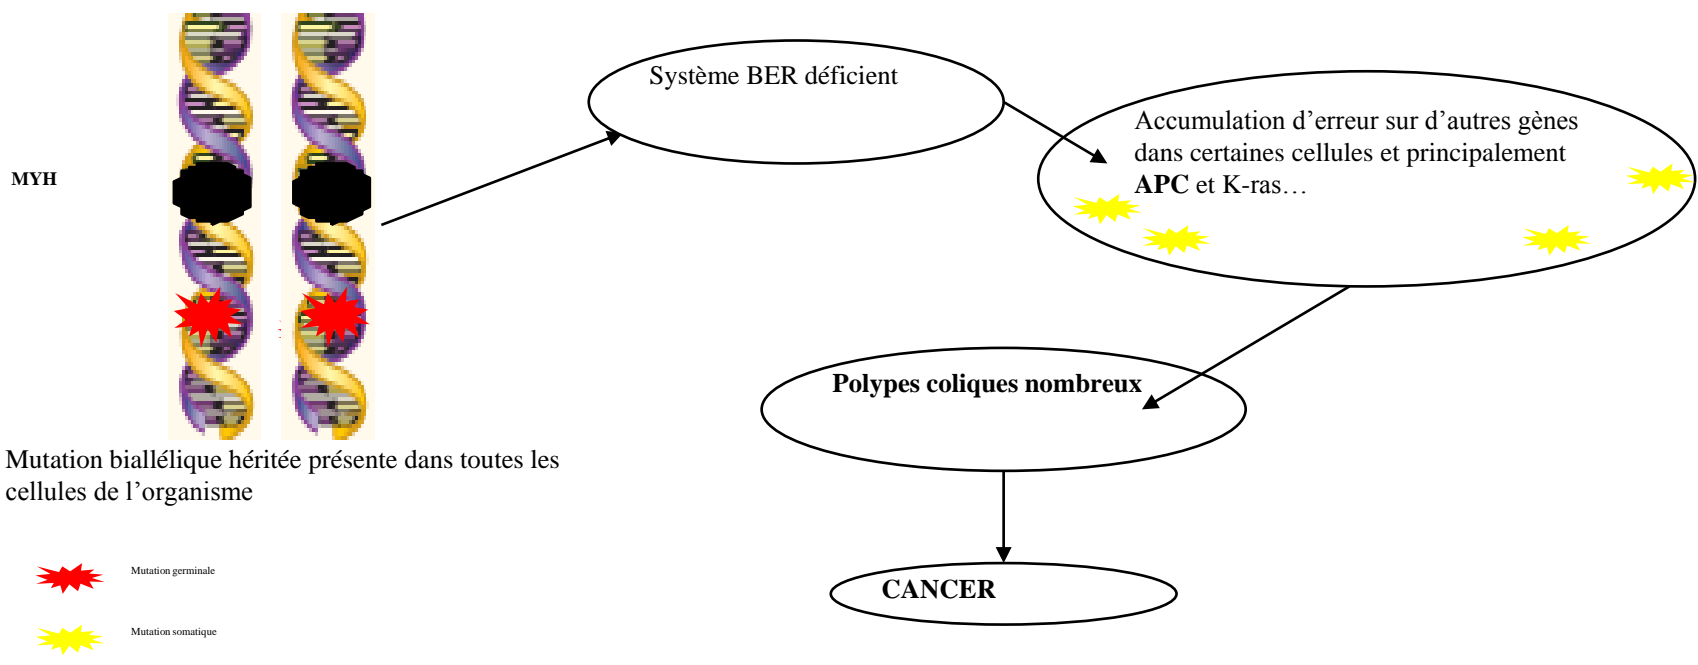 Système BER déficient
Accumulation d’erreur sur d’autres gènes
dans certaines cellules et principalement
APC et K-ras…
MYH
Polypes coliques nombreux
Mutation biallélique héritée présente dans toutes les
cellules de l’organisme
CANCER
Mutation germinale
Mutation somatique